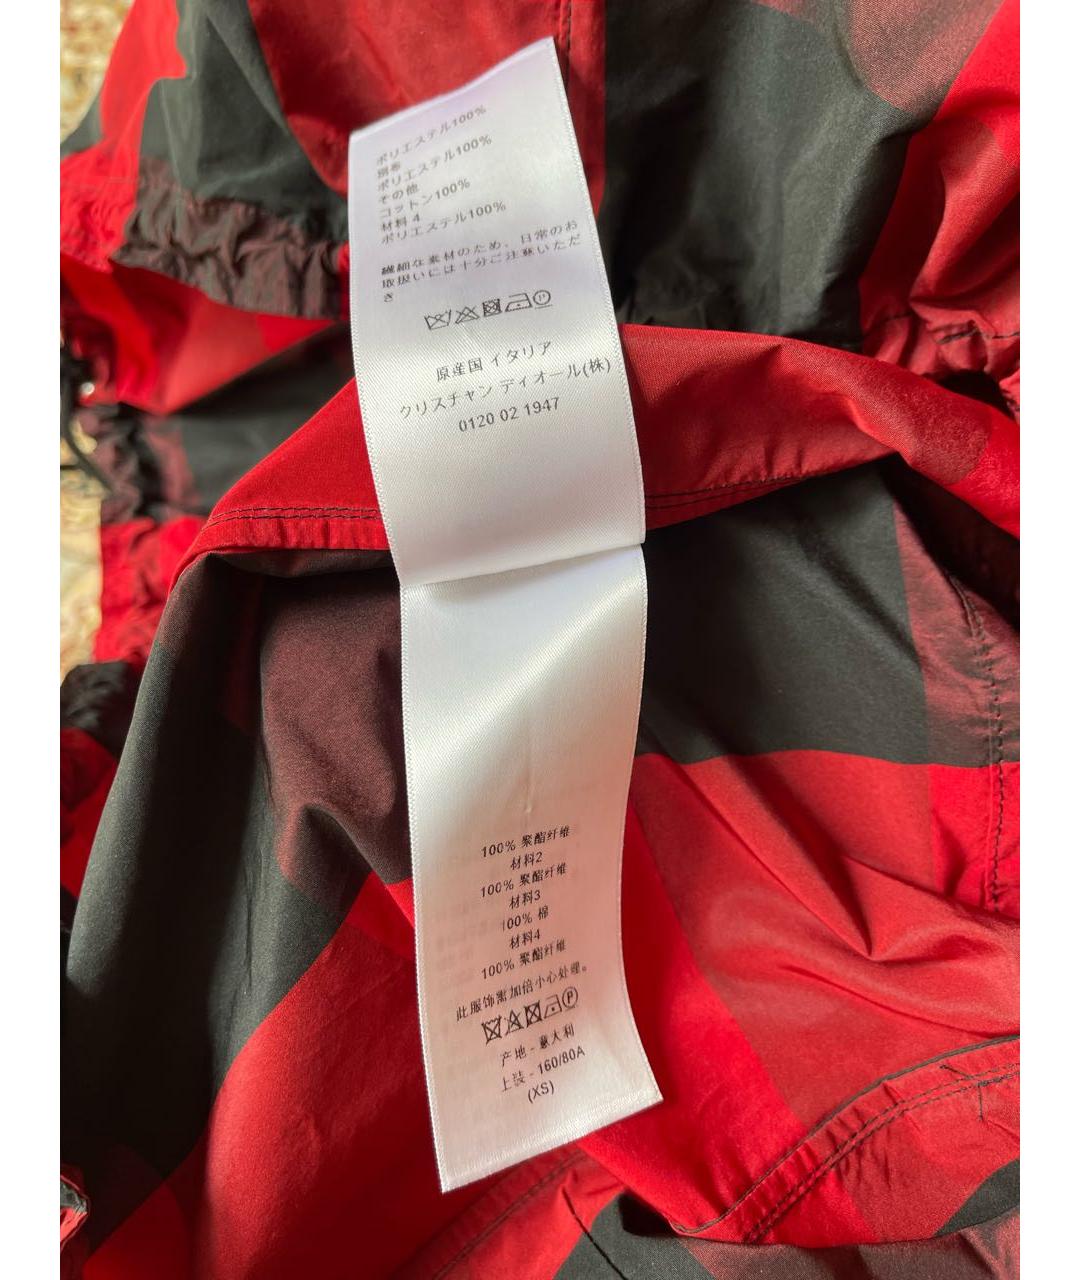 ポリエステル100%
別布
ポリエステル100%
その他
コットン100%
材料 4
ポリエステル100%
繊細な素材のため、日常のお
取扱いには十分ご注意いただ
き
原産国 イタリア
クリスチャン ディオール(株)
0120 02 1947
100% 聚酯纤维
材料2
100% 聚酯纤维
材料3
100% 棉
材料4
100% 聚酯纤维
此服饰需加倍小心处理。
产地 - 意大利
上装 - 160/80A
(XS)